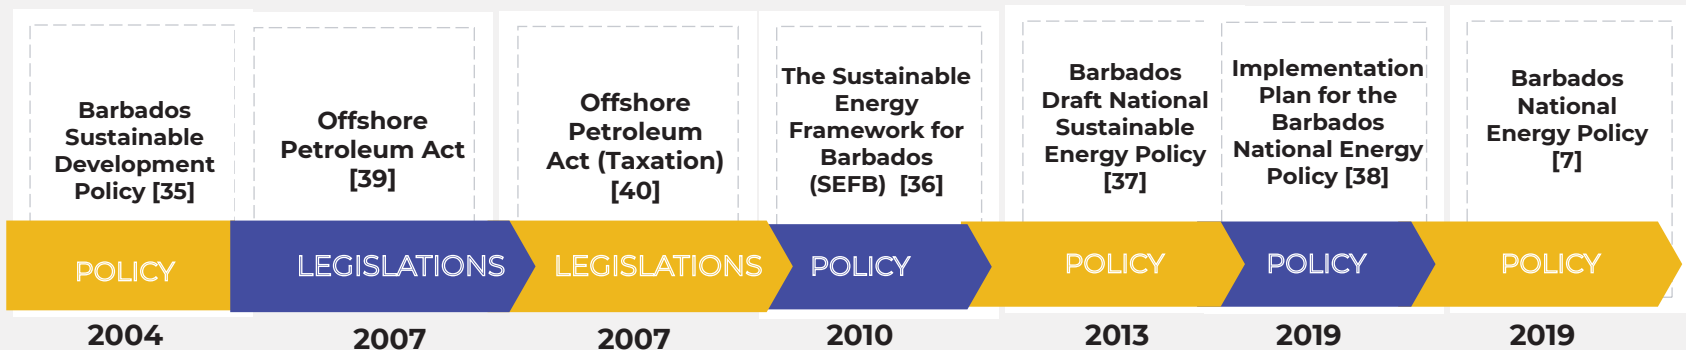 Barbados
Sustainable
Development
Policy [35]
Offshore
Petroleum Act
[39]
Offshore
Petroleum
Act (Taxation)
[40]
The Sustainable
Energy
Framework for
Barbados
(SEFB) [36]
Barbados
Draft National
Sustainable
Energy Policy
[37]
Implementation
Plan for the
Barbados
National Energy
Policy [38]
Barbados
National
Energy Policy
[7]
POLICY
LEGISLATIONS
LEGISLATIONS
POLICY
POLICY
POLICY
POLICY
2004
2007
2007
2010
2013
2019
2019